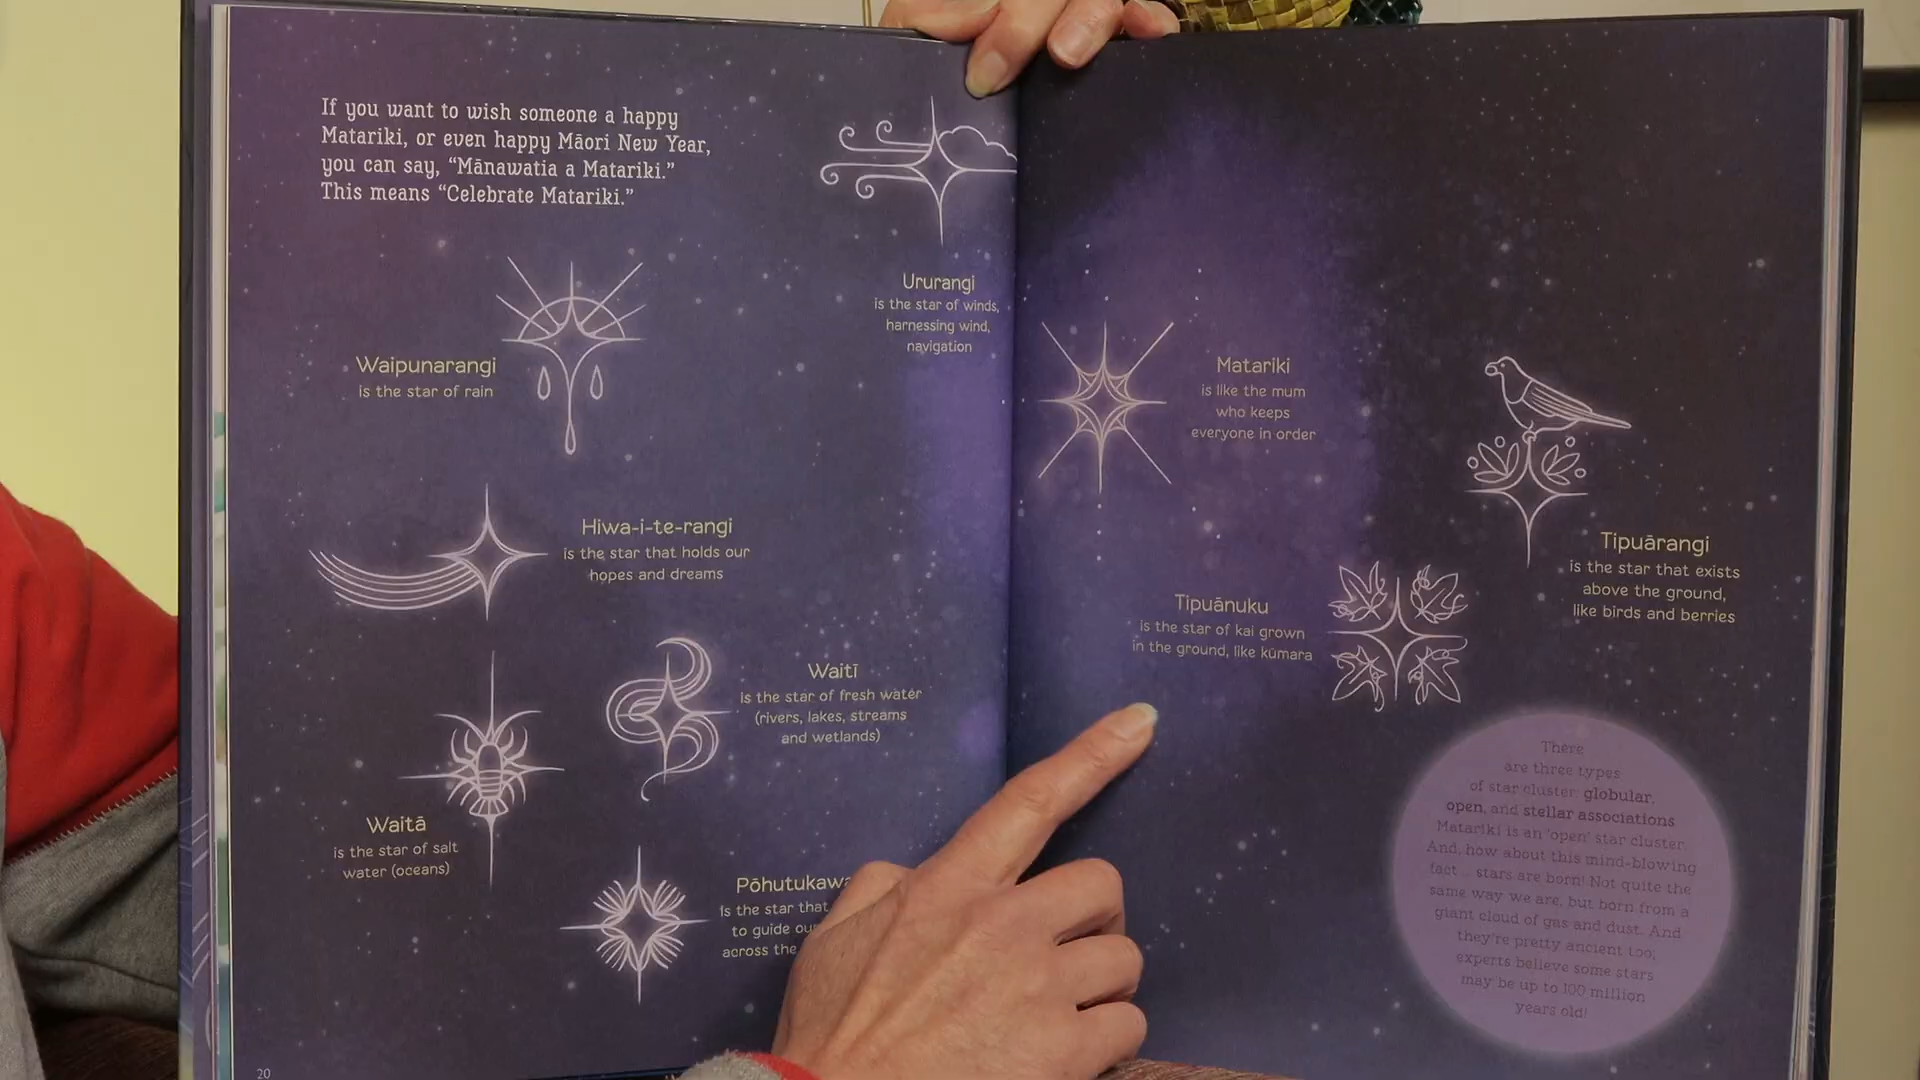 If you want to wish someone a happy
Matariki, or even happy Māori New Year,
you can say, “Mānawatia a Matariki.”
This means “Celebrate Matariki.”
Ururangi
is the star of winds,
harnessing wind,
navigation
Waipunarangi
is the star of rain
Hiwa-i-te-rangi
is the star that holds our
hopes and dreams
Waitī
is the star of fresh water
(rivers, lakes, streams
and wetlands)
Waitā
is the star of salt
water (oceans)
Pōhutukawa
is the star that
to guide our
across the
20
Matariki
is like the mum
who keeps
everyone in order
Tipuārangi
is the star that exists
above the ground,
like birds and berries
Tipuānuku
is the star of kai grown
in the ground, like kūmara
There
are three types
of star cluster: globular,
open, and stellar associations.
Matariki is an ‘open’ star cluster.
And, how about this mind-blowing
fact ... stars are born! Not quite the
same way we are, but born from a
giant cloud of gas and dust. And
they’re pretty ancient too;
experts believe some stars
may be up to 100 million
years old!